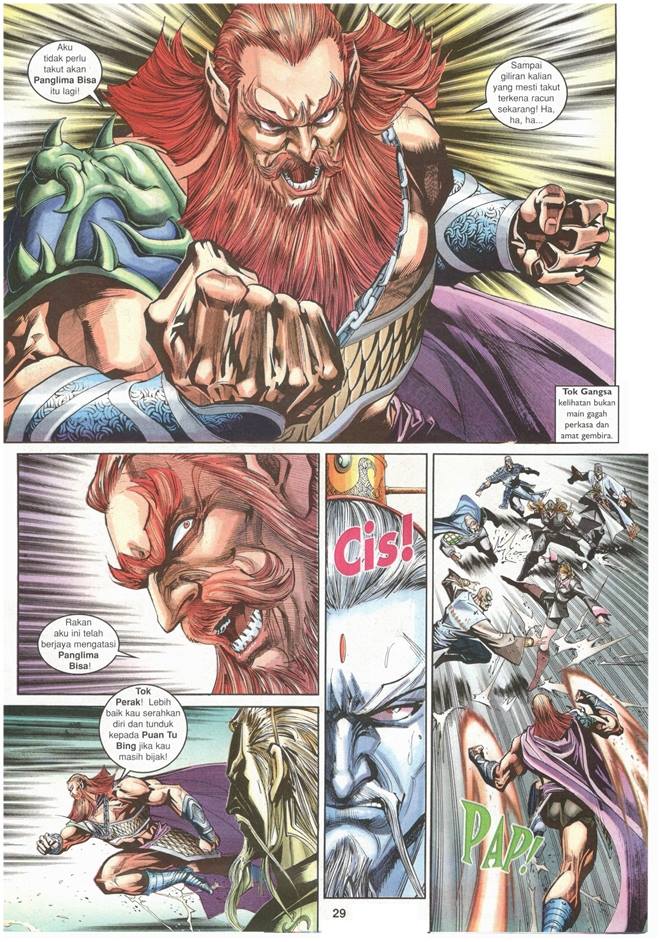 Aku
tidak perlu
takut akan
Panglima Bisa
itu lagi!
Sampai
giliran kalian
yang mesti takut
terkena racun
sekarang! Ha,
ha, ha...
Tok Gangsa
kelihatan bukan
main gagah
perkasa dan
amat gembira.
Rakan
aku ini telah
berjaya mengatasi
Panglima
Bisa!
Tok
Perak! Lebih
baik kau serahkan
diri dan tunduk
kepada Puan Tu
Bing jika kau
masih bijak!
Cis!
PAP!
29